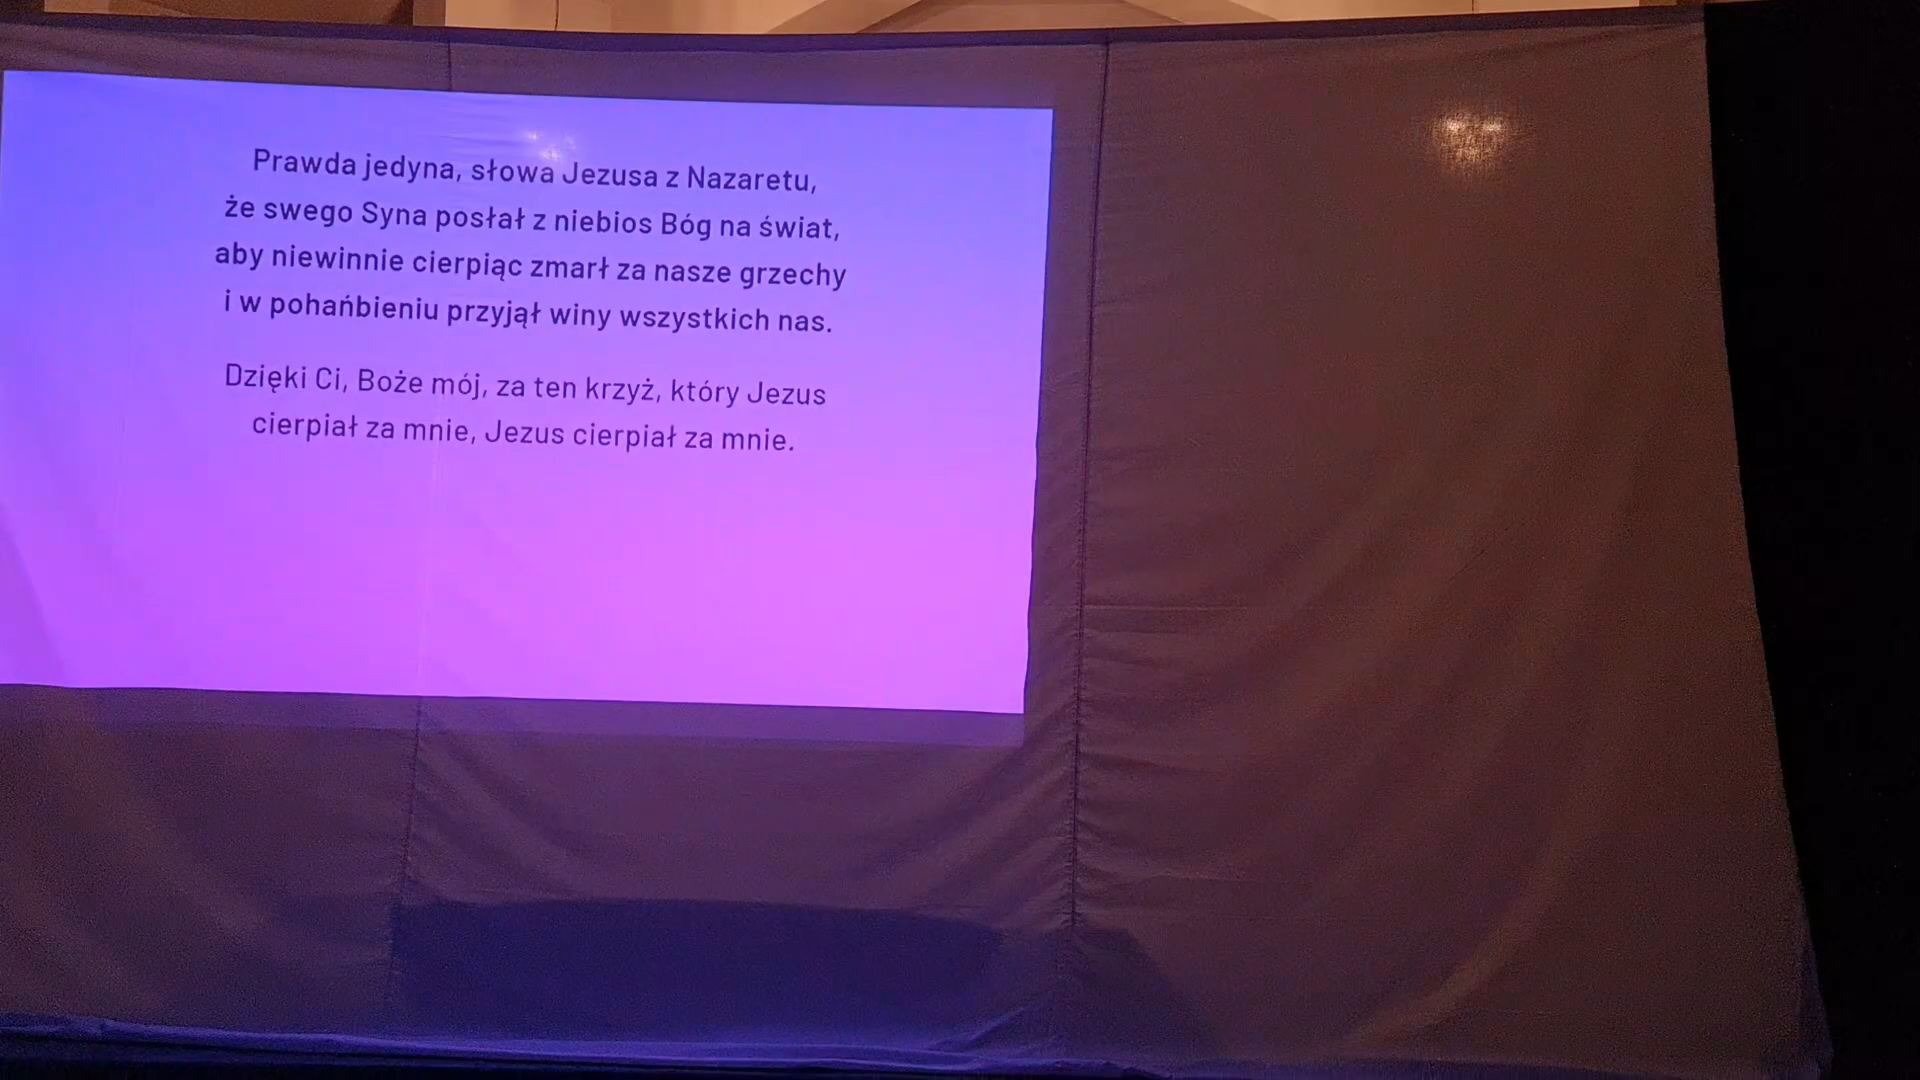 Prawda jedyna, słowa Jezusa z Nazaretu,
że swego Syna posłał z niebios Bóg na świat,
aby niewinnie cierpiąc zmarł za nasze grzechy
i w pohańbieniu przyjął winy wszystkich nas.
Dzięki Ci, Boże mój, za ten krzyż, który Jezus
cierpiał za mnie, Jezus cierpiał za mnie.